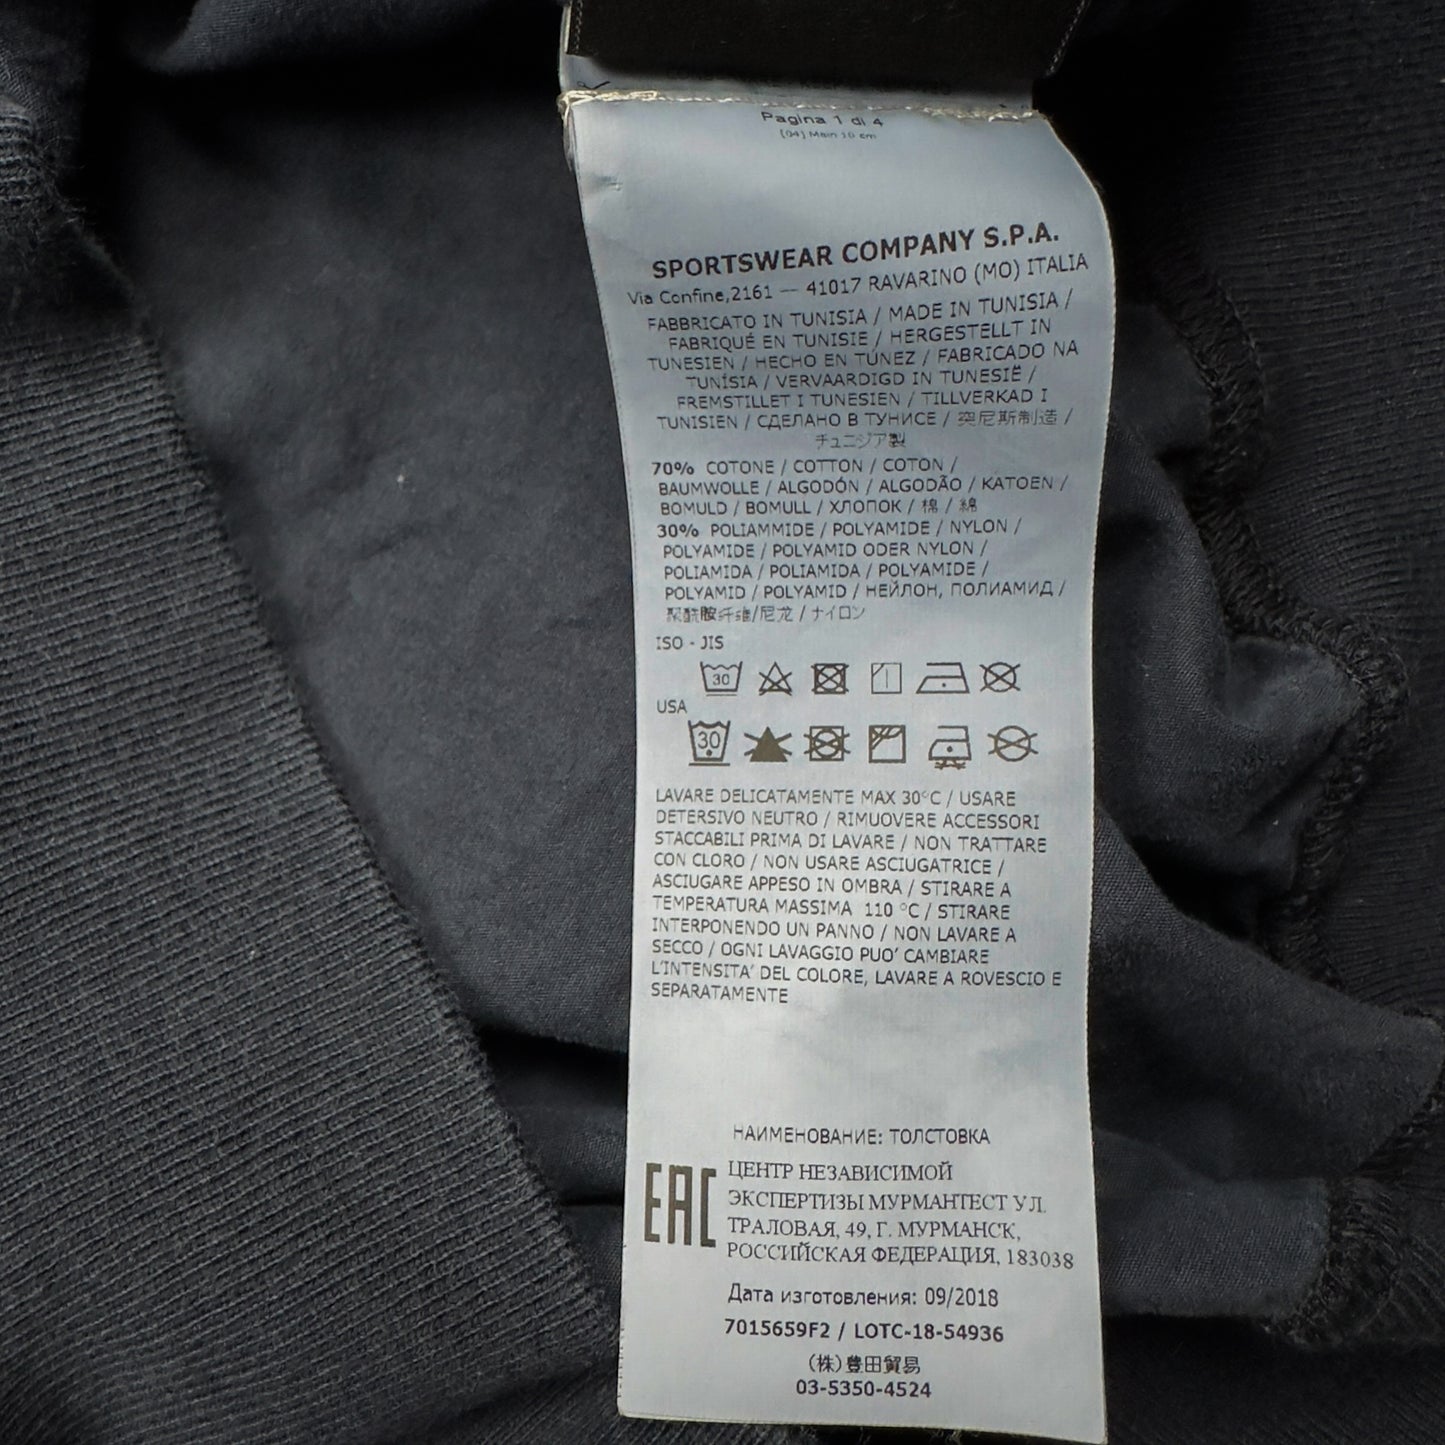 Pagina 1 di 4
[04] Main 10 cm
SPORTSWEAR COMPANY S.P.A.
Via Confine,2161 — 41017 RAVARINO (MO) ITALIA
FABBRICATO IN TUNISIA / MADE IN TUNISIA /
FABRIQUÉ EN TUNISIE / HERGESTELLT IN
TUNESIEN / HECHO EN TÚNEZ / FABRICADO NA
TUNÍSIA / VERVAARDIGD IN TUNESIË /
FREMSTILLET I TUNESIEN / TILLVERKAD I
TUNISIEN / СДЕЛАНО В ТУНИСЕ / 突尼斯制造 /
チュニジア製
70% COTONE / COTTON / COTON /
BAUMWOLLE / ALGODÓN / ALGODÃO / KATOEN /
BOMULD / BOMULL / ХЛОПОК / 棉 / 綿
30% POLIAMMIDE / POLYAMIDE / NYLON /
POLYAMIDE / POLYAMID ODER NYLON /
POLIAMIDA / POLIAMIDA / POLYAMIDE /
POLYAMID / POLYAMID / НЕЙЛОН, ПОЛИАМИД /
聚酰胺纤维/尼龙 / ナイロン
ISO - JIS
30
USA
30
LAVARE DELICATAMENTE MAX 30°C / USARE
DETERSIVO NEUTRO / RIMUOVERE ACCESSORI
STACCABILI PRIMA DI LAVARE / NON TRATTARE
CON CLORO / NON USARE ASCIUGATRICE /
ASCIUGARE APPESO IN OMBRA / STIRARE A
TEMPERATURA MASSIMA 110 °C / STIRARE
INTERPONENDO UN PANNO / NON LAVARE A
SECCO / OGNI LAVAGGIO PUO' CAMBIARE
L'INTENSITA' DEL COLORE, LAVARE A ROVESCIO E
SEPARATAMENTE
НАИМЕНОВАНИЕ: ТОЛСТОВКА
EAC
ЦЕНТР НЕЗАВИСИМОЙ
ЭКСПЕРТИЗЫ МУРМАНТЕСТ УЛ.
ТРАЛОВАЯ, 49, Г. МУРМАНСК,
РОССИЙСКАЯ ФЕДЕРАЦИЯ, 183038
Дата изготовления: 09/2018
7015659F2 / LOTC-18-54936
(株)豊田貿易
03-5350-4524